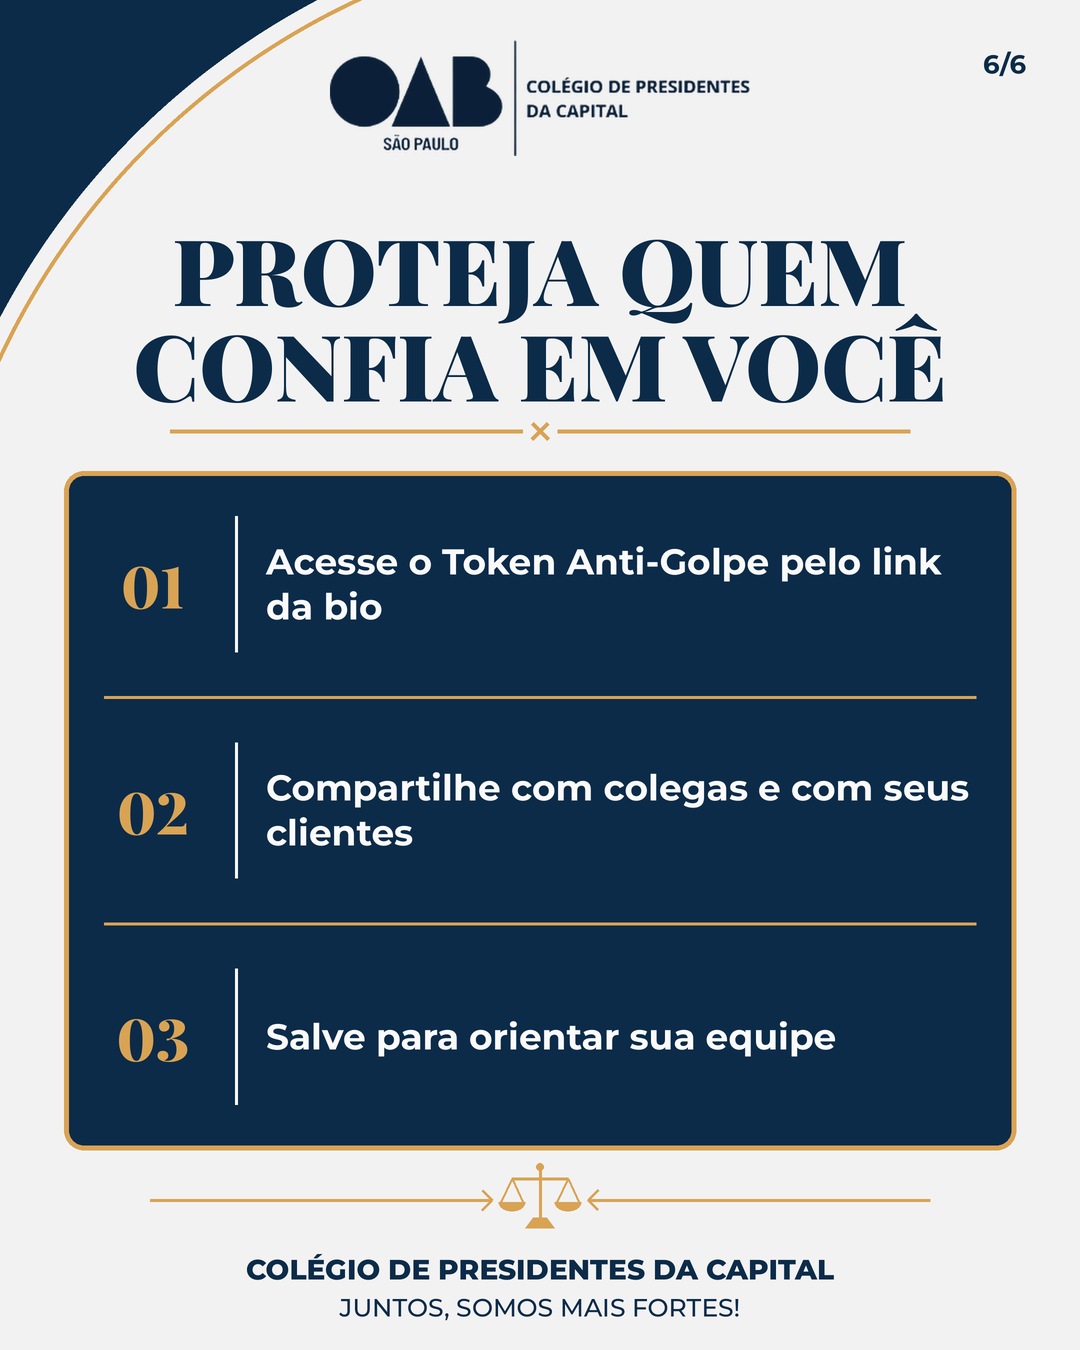 OAB
SÃO PAULO
COLÉGIO DE PRESIDENTES
DA CAPITAL
6/6
PROTEJA QUEM
CONFIA EM VOCÊ
01
Acesse o Token Anti-Golpe pelo link
da bio
02
Compartilhe com colegas e com seus
clientes
03
Salve para orientar sua equipe
COLÉGIO DE PRESIDENTES DA CAPITAL
JUNTOS, SOMOS MAIS FORTES!